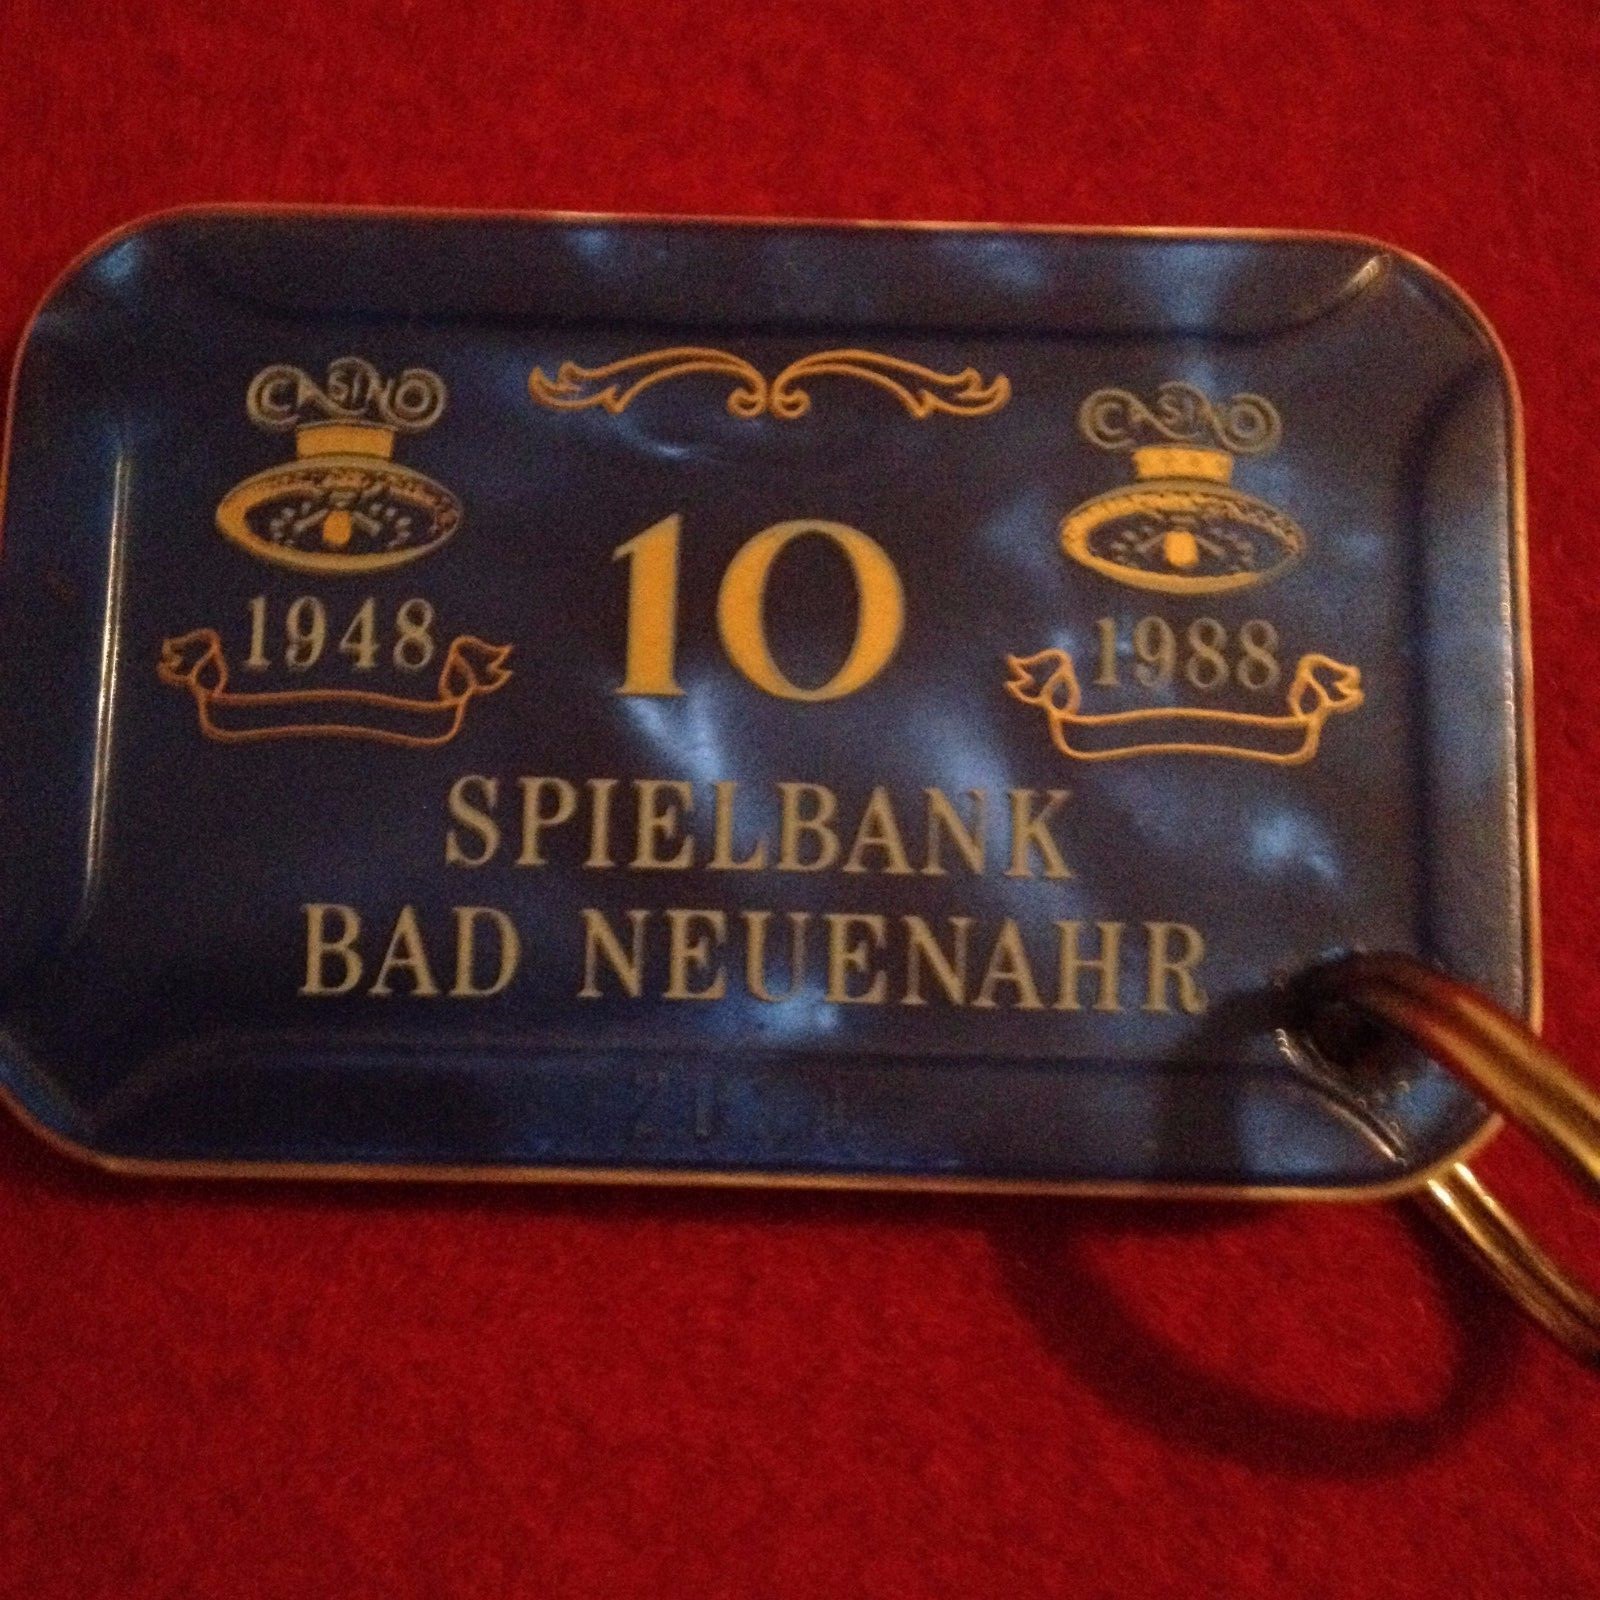 CASINO
CASINO
10
1948
1988
SPIELBANK
BAD NEUENAHR